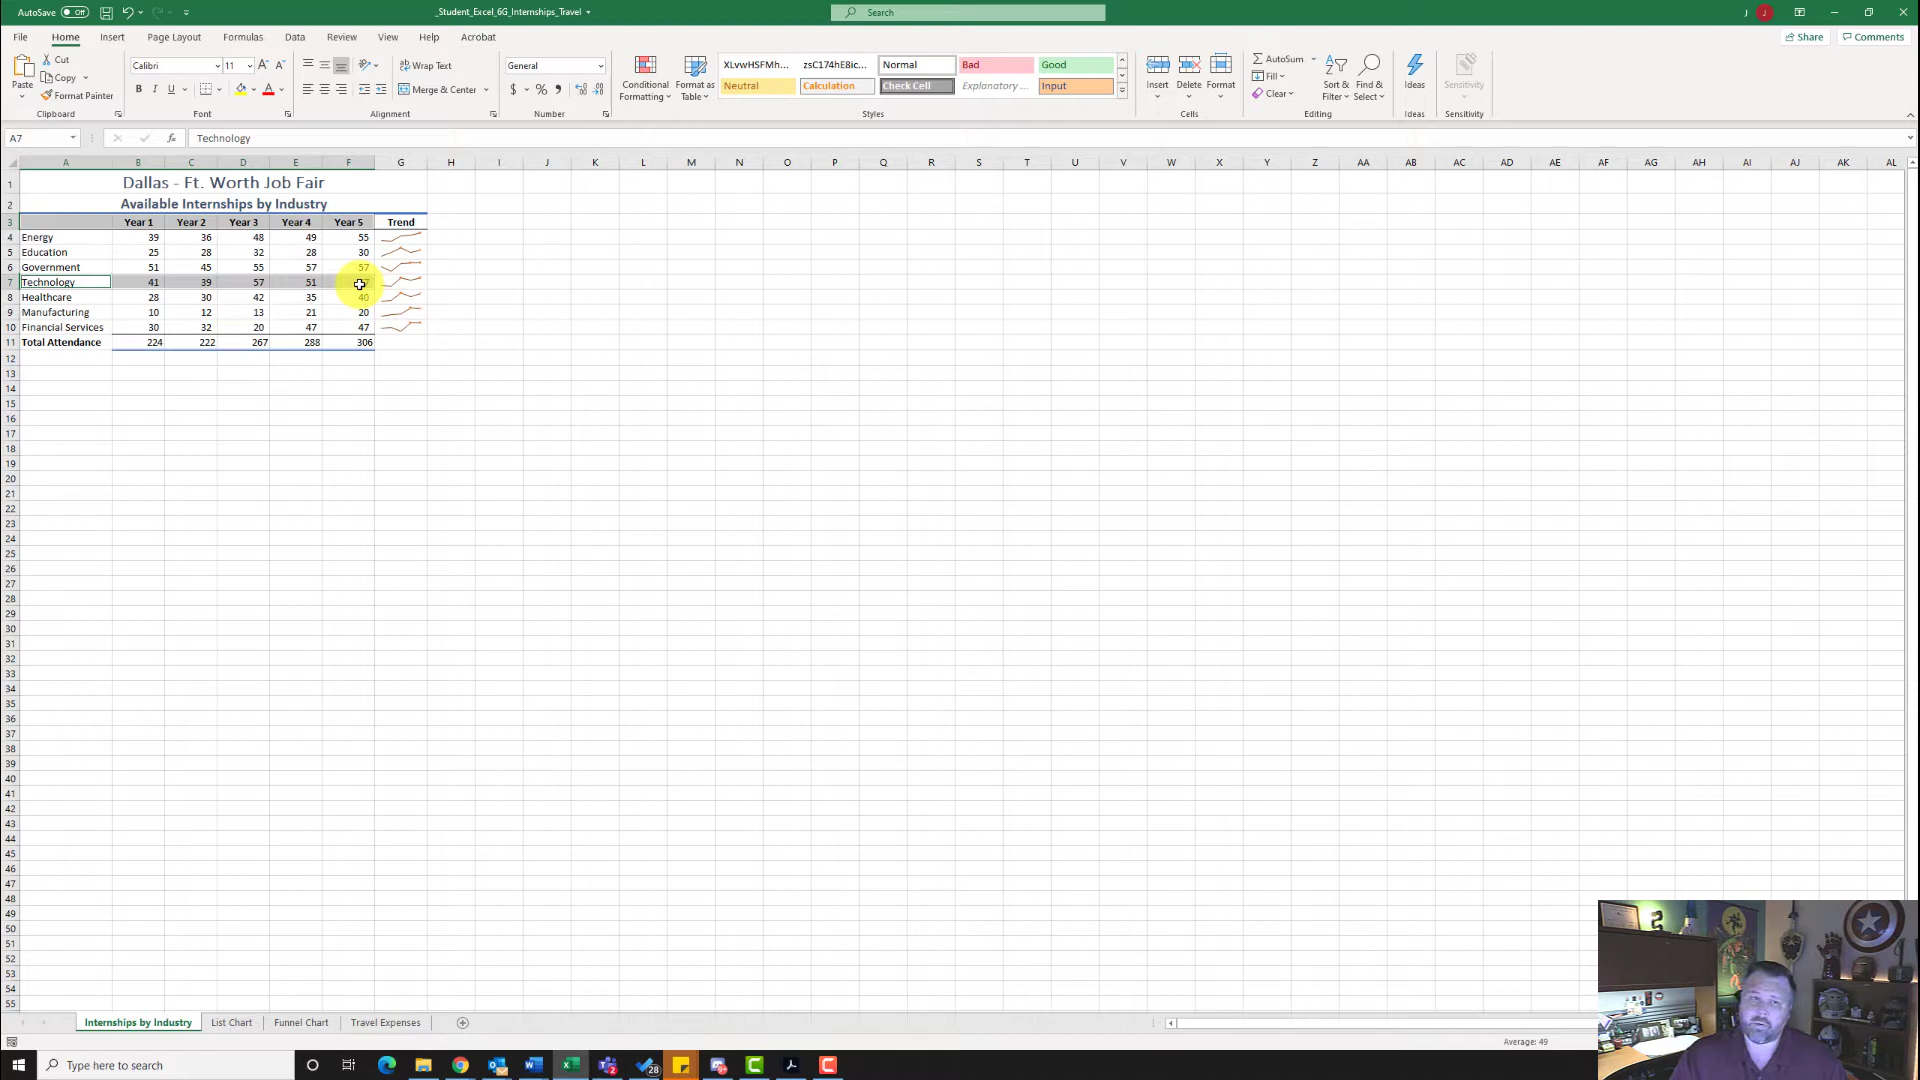 AutoSave Off _Student_Excel_6G_Internships_Travel Search J J
File Home Insert Page Layout Formulas Data Review View Help Acrobat Share Comments
Paste Cut Copy Format Painter Clipboard
Calibri 11 B I U A Font
Wrap Text Merge & Center Alignment
General $ % Number
Conditional Formatting Format as Table
XLvwHSFMh... zsC174hE8ic... Normal Bad Good
Neutral Calculation Check Cell Explanatory ... Input
Styles
Insert Delete Format Cells
AutoSum Fill Clear Sort & Filter Find & Select Editing
Ideas Ideas
Sensitivity Sensitivity
A7 fx Technology
A B C D E F G H I J K L M N O P Q R S T U V W X Y Z AA AB AC AD AE AF AG AH AI AJ AK AL
1 Dallas - Ft. Worth Job Fair
2 Available Internships by Industry
3 Year 1 Year 2 Year 3 Year 4 Year 5 Trend
4 Energy 39 36 48 49 55
5 Education 25 28 32 28 30
6 Government 51 45 55 57 57
7 Technology 41 39 57 51
8 Healthcare 28 30 42 35 40
9 Manufacturing 10 12 13 21 20
10 Financial Services 30 32 20 47 47
11 Total Attendance 224 222 267 288 306
12
13
14
15
16
17
18
19
20
21
22
23
24
25
26
27
28
29
30
31
32
33
34
35
36
37
38
39
40
41
42
43
44
45
46
47
48
49
50
51
52
53
54
55
Internships by Industry List Chart Funnel Chart Travel Expenses
Average: 49
Type here to search 28